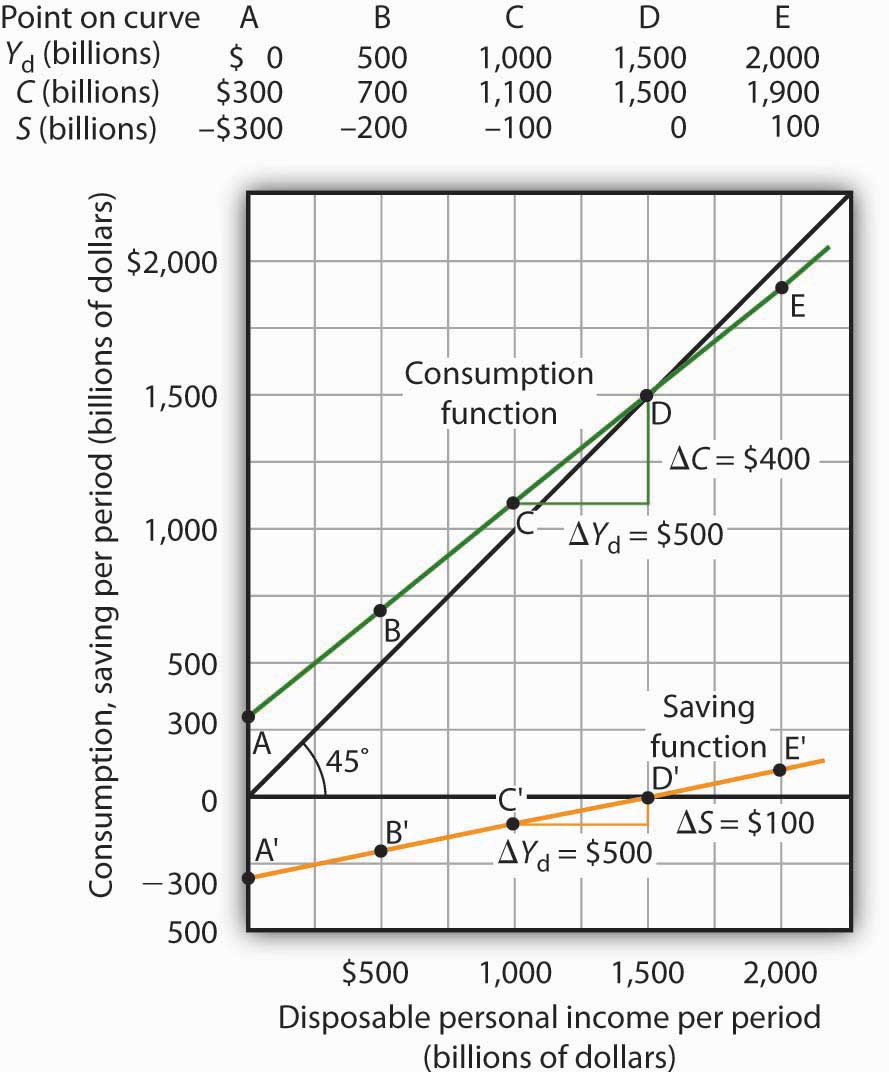 Point on curve A B C D E
Yd (billions) $ 0 500 1,000 1,500 2,000
C (billions) $300 700 1,100 1,500 1,900
S (billions) –$300 –200 –100 0 100
Consumption, saving per period (billions of dollars)
$2,000
1,500
1,000
500
300
0
−300
500
Consumption
function
E
D
ΔC = $400
C
ΔYd = $500
B
A
45°
Saving
function
E'
D'
C'
ΔS = $100
B'
A'
ΔYd = $500
$500 1,000 1,500 2,000
Disposable personal income per period
(billions of dollars)